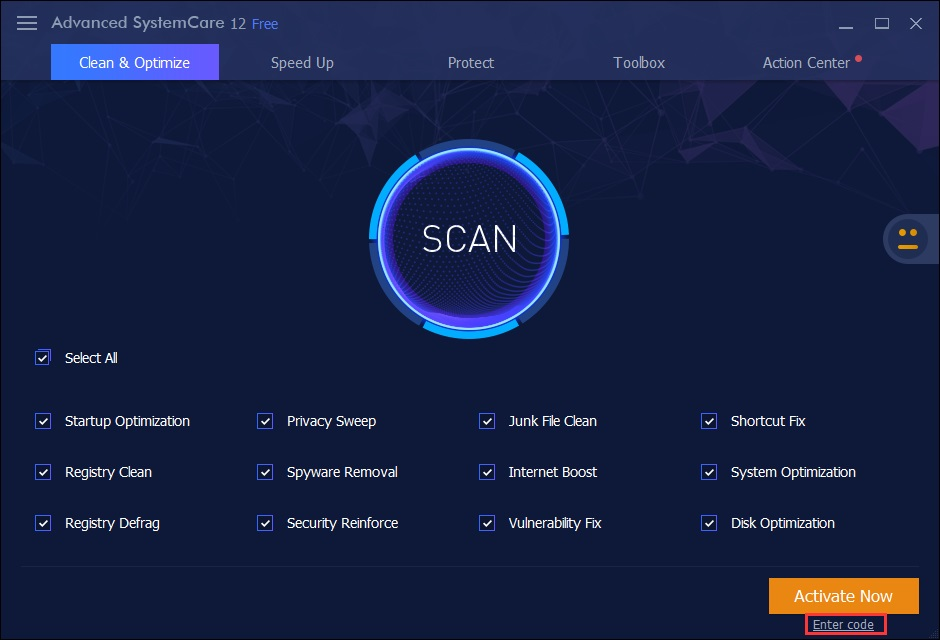 Advanced SystemCare 12 Free
Clean & Optimize Speed Up Protect Toolbox Action Center
SCAN
Select All
Startup Optimization Privacy Sweep Junk File Clean Shortcut Fix
Registry Clean Spyware Removal Internet Boost System Optimization
Registry Defrag Security Reinforce Vulnerability Fix Disk Optimization
Activate Now
Enter code